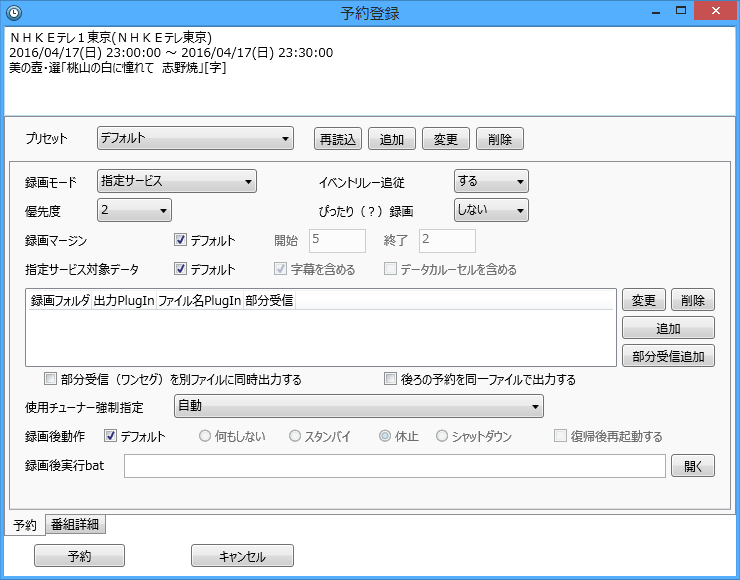 予約登録
ＮＨＫＥテレ１東京(ＮＨＫＥテレ東京)
2016/04/17(日) 23:00:00 ～ 2016/04/17(日) 23:30:00
美の壺・選「桃山の白に憧れて　志野焼」[字]
プリセット デフォルト 再読込 追加 変更 削除
録画モード 指定サービス イベントリレー追従 する
優先度 2 ぴったり（？）録画 しない
録画マージン デフォルト 開始 5 終了 2
指定サービス対象データ デフォルト 字幕を含める データカルーセルを含める
録画フォルダ 出力PlugIn ファイル名PlugIn 部分受信 変更 削除
追加
部分受信追加
部分受信（ワンセグ）を別ファイルに同時出力する 後ろの予約を同一ファイルで出力する
使用チューナー強制指定 自動
録画後動作 デフォルト 何もしない スタンバイ 休止 シャットダウン 復帰後再起動する
録画後実行bat 開く
予約 番組詳細
予約 キャンセル